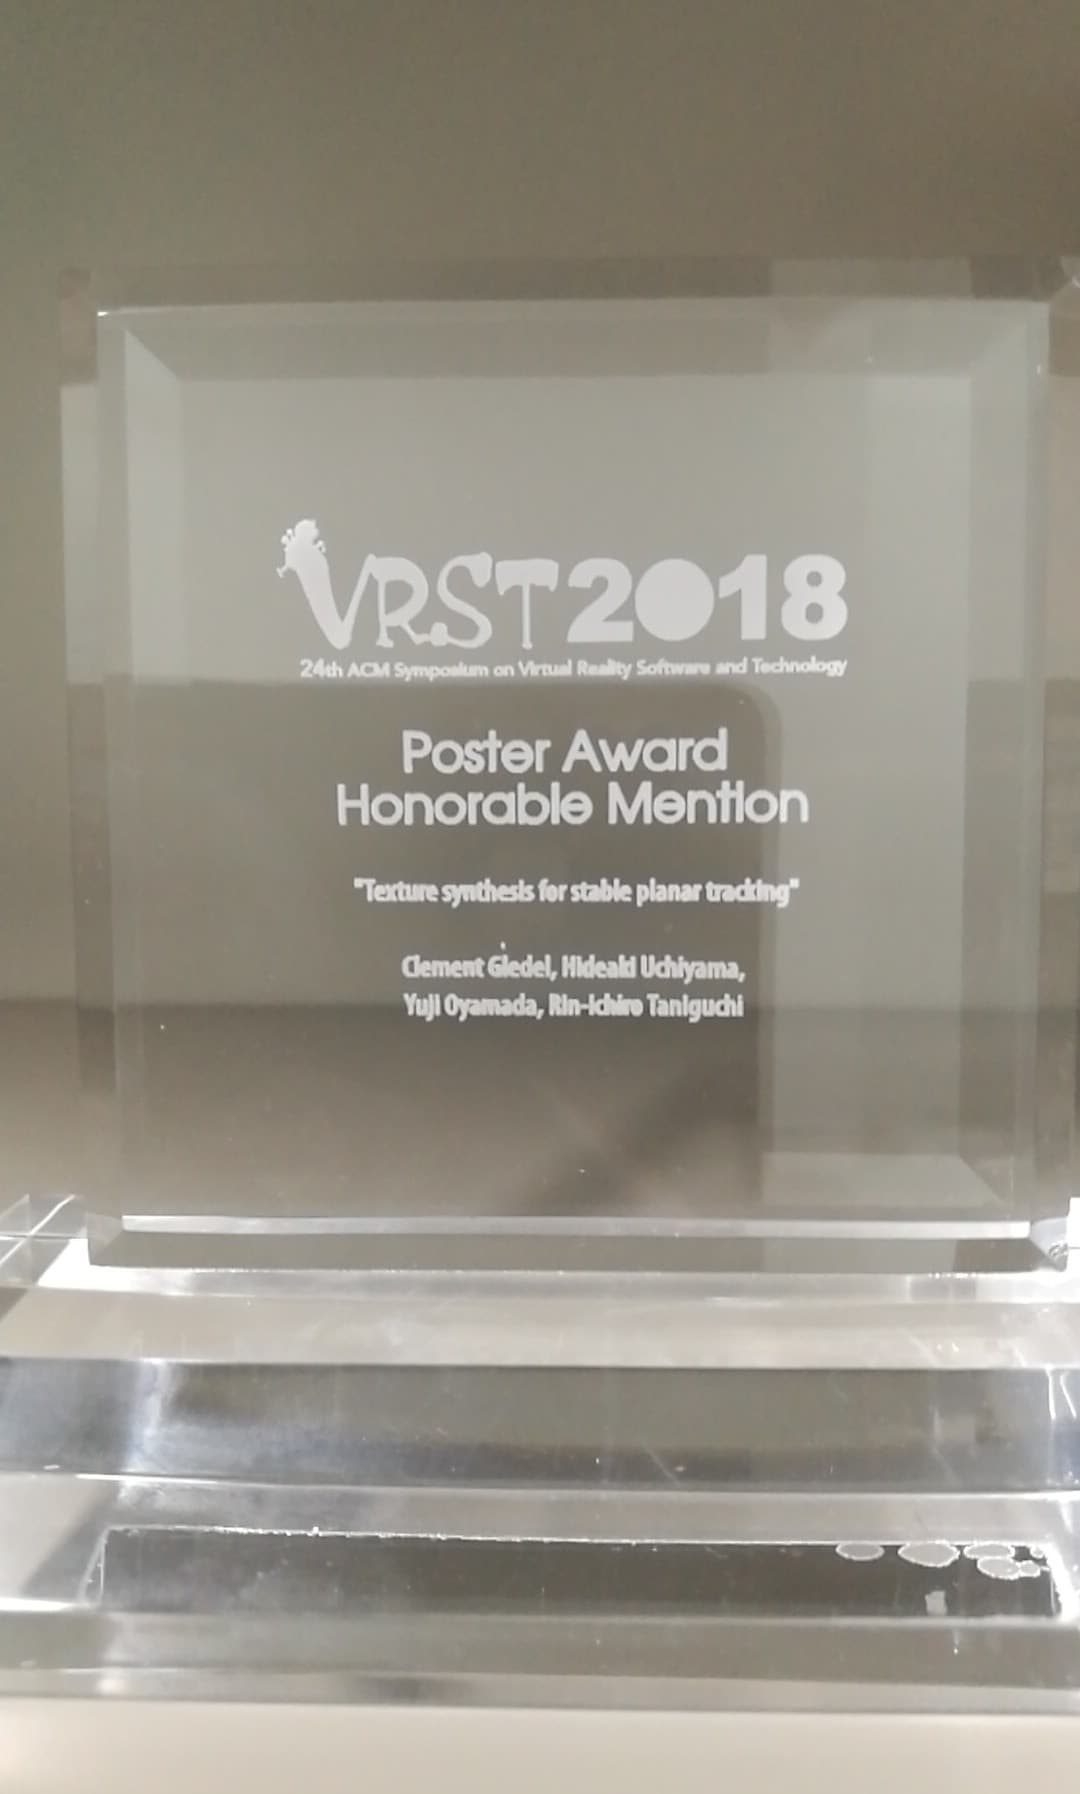 VRST2018
24th ACM Symposium on Virtual Reality Software and Technology
Poster Award
Honorable Mention
"Texture synthesis for stable planar tracking"
Clement Gledel, Hideaki Uchiyama,
Yuji Oyamada, Rin-ichiro Taniguchi